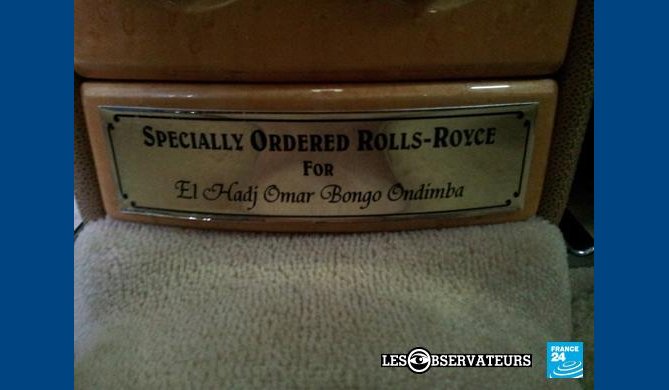 SPECIALLY ORDERED ROLLS-ROYCE
FOR
El Hadj Omar Bongo Ondimba
LES OBSERVATEURS
FRANCE
24